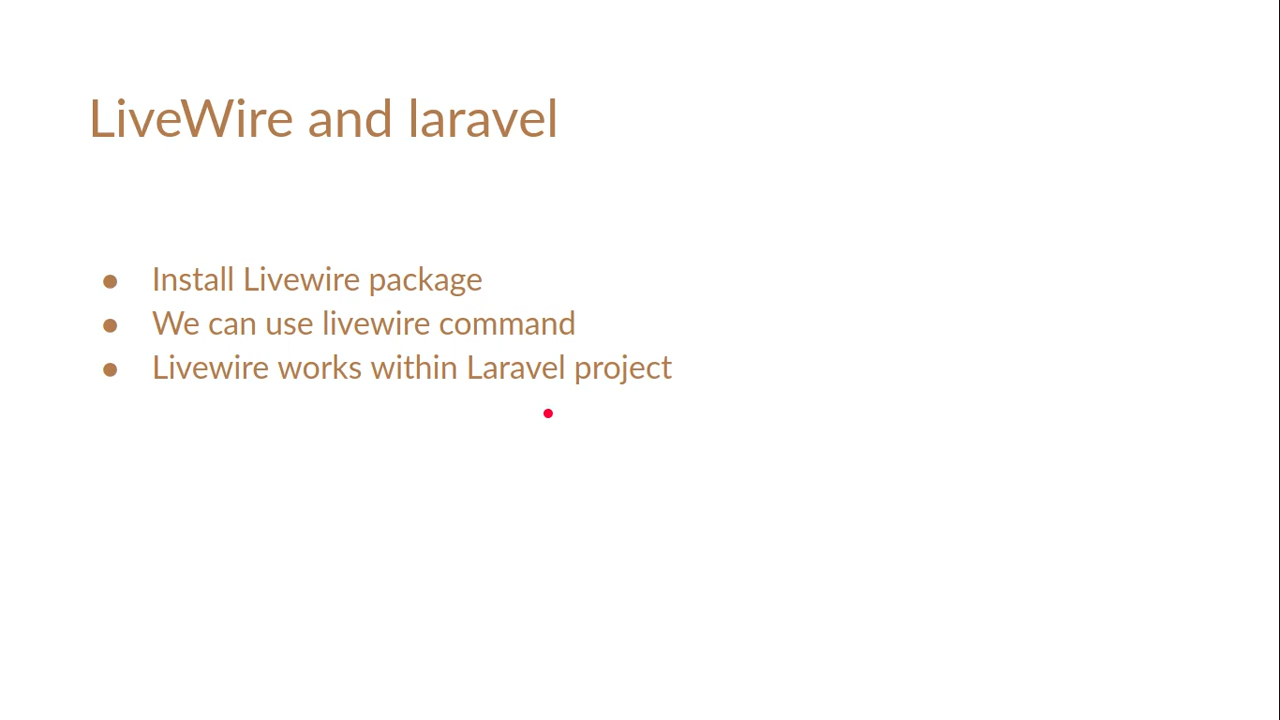 LiveWire and laravel
● Install Livewire package
● We can use livewire command
● Livewire works within Laravel project